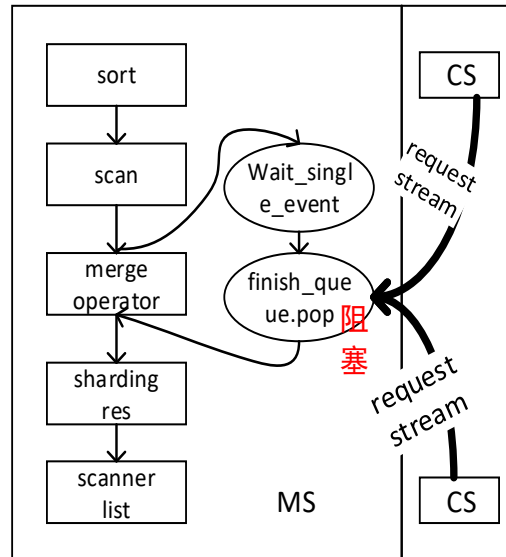 sort
scan
merge
operator
sharding
res
scanner
list
Wait_singl
e_event
finish_que
ue.pop
阻
塞
MS
CS
request
stream
request
stream
CS